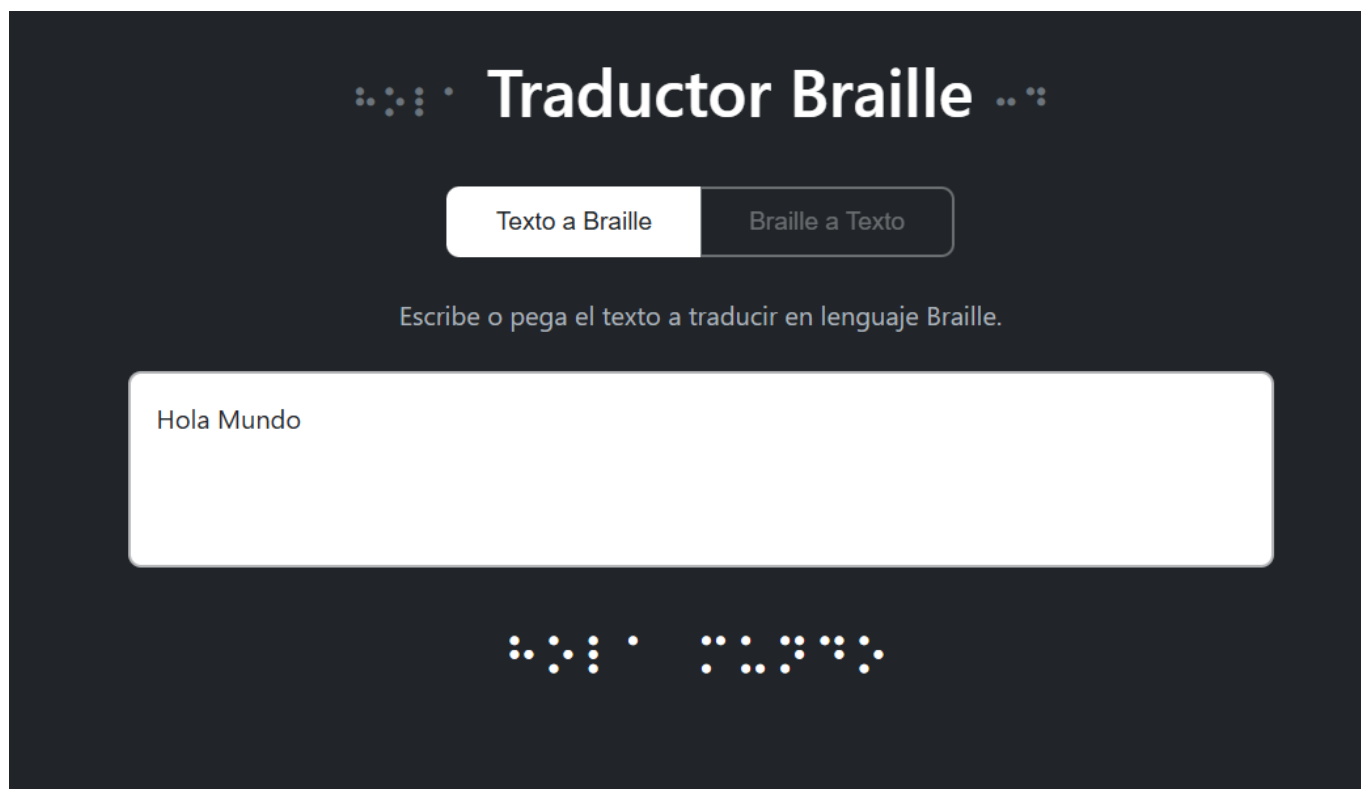 ⠓⠕⠇⠁ Traductor Braille ⠤⠙
Texto a Braille Braille a Texto
Escribe o pega el texto a traducir en lenguaje Braille.
Hola Mundo
⠓⠕⠇⠁ ⠍⠥⠝⠙⠕